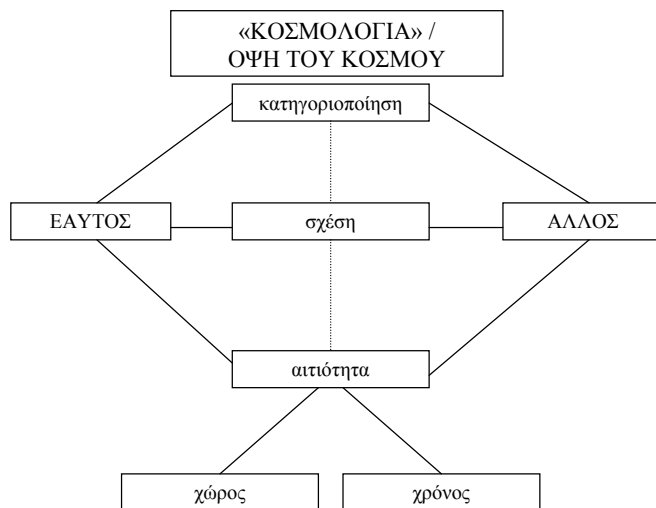 «ΚΟΣΜΟΛΟΓΙΑ» /
ΟΨΗ ΤΟΥ ΚΟΣΜΟΥ
κατηγοριοποίηση
ΕΑΥΤΟΣ
σχέση
ΑΛΛΟΣ
αιτιότητα
χώρος
χρόνος